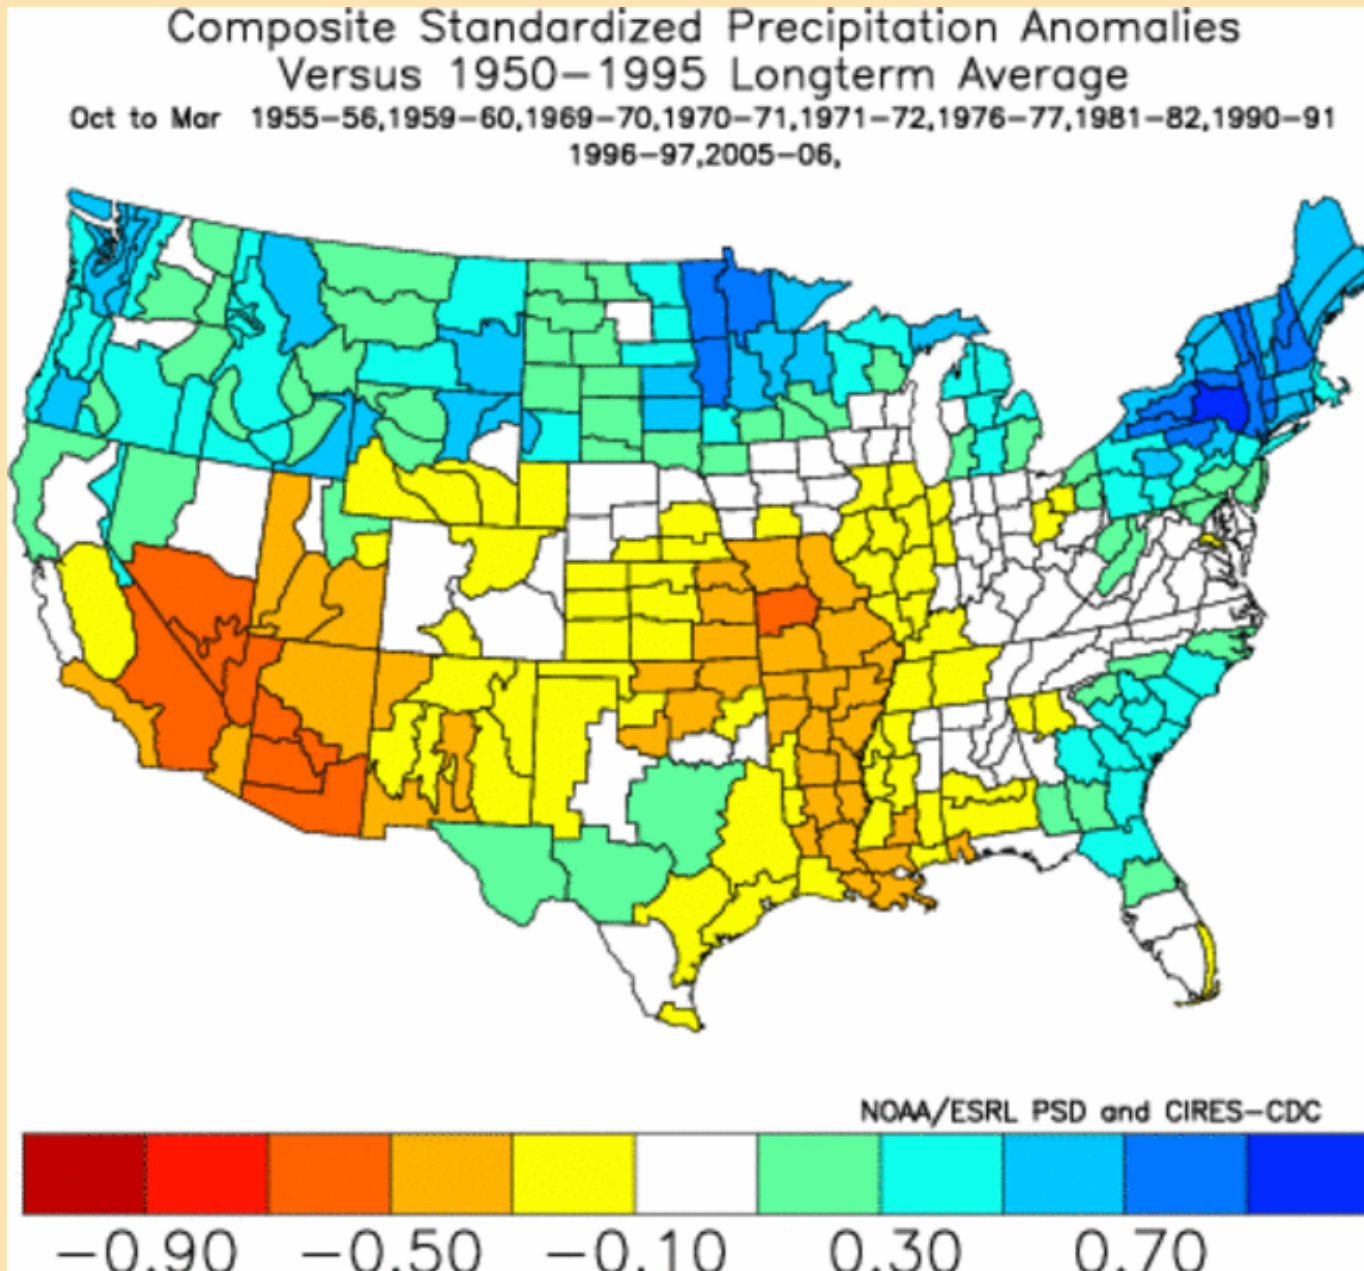 Composite Standardized Precipitation Anomalies
Versus 1950-1995 Longterm Average
Oct to Mar 1955-56,1959-60,1969-70,1970-71,1971-72,1976-77,1981-82,1990-91
1996-97,2005-06,
NOAA/ESRL PSD and CIRES-CDC
-0.90 -0.50 -0.10 0.30 0.70